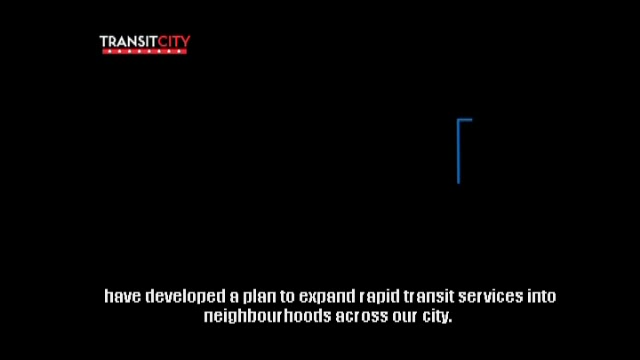 TRANSITCITY
have developed a plan to expand rapid transit services into
neighbourhoods across our city.